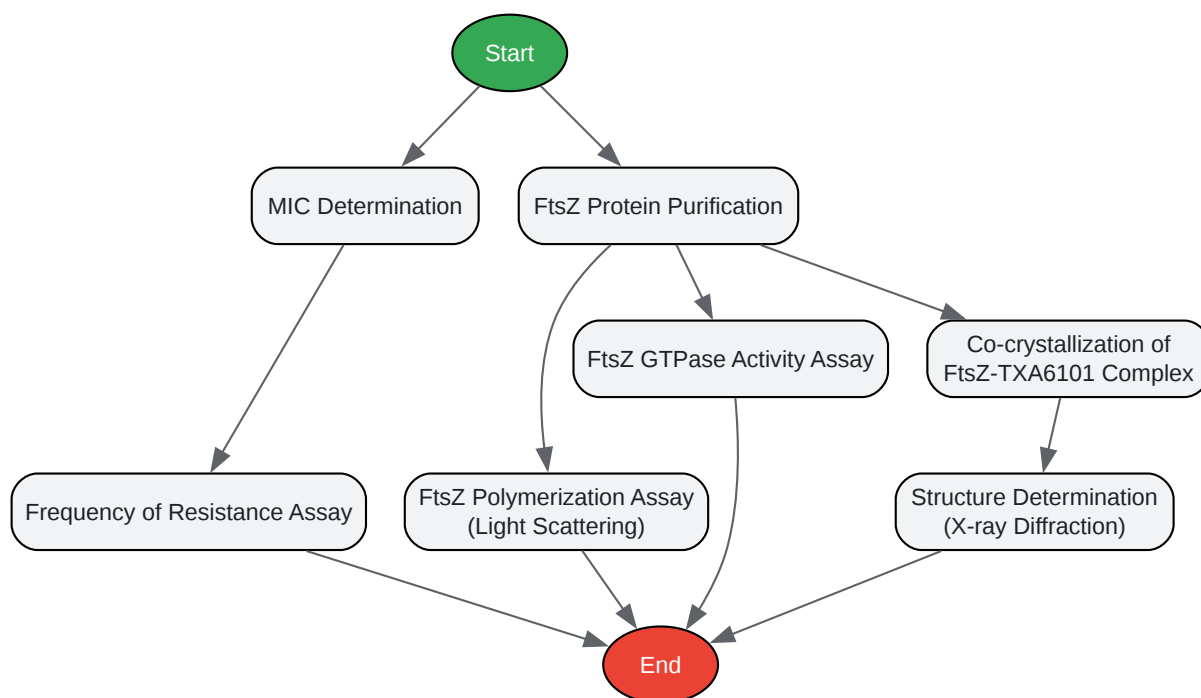 Start
MIC Determination
FtsZ Protein Purification
FtsZ GTPase Activity Assay
Co-crystallization of
FtsZ-TXA6101 Complex
Frequency of Resistance Assay
FtsZ Polymerization Assay
(Light Scattering)
Structure Determination
(X-ray Diffraction)
End